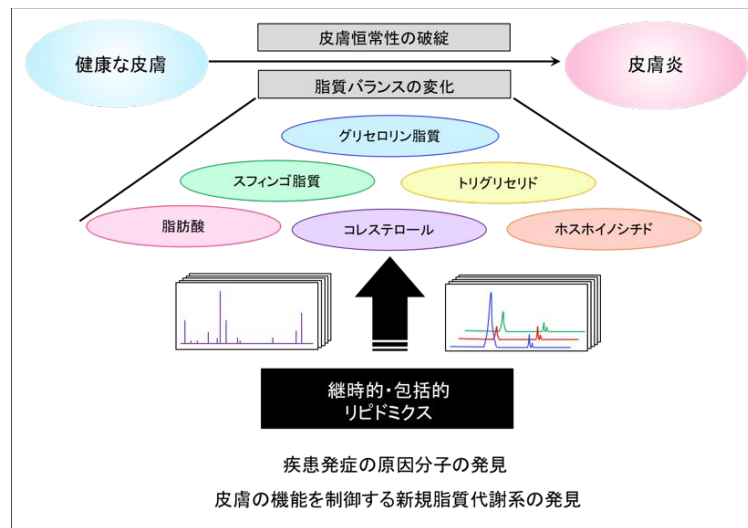 皮膚恒常性の破綻
健康な皮膚
皮膚炎
脂質バランスの変化
グリセロリン脂質
スフィンゴ脂質
トリグリセリド
脂肪酸
コレステロール
ホスホイノシチド
継時的・包括的
リピドミクス
疾患発症の原因分子の発見
皮膚の機能を制御する新規脂質代謝系の発見